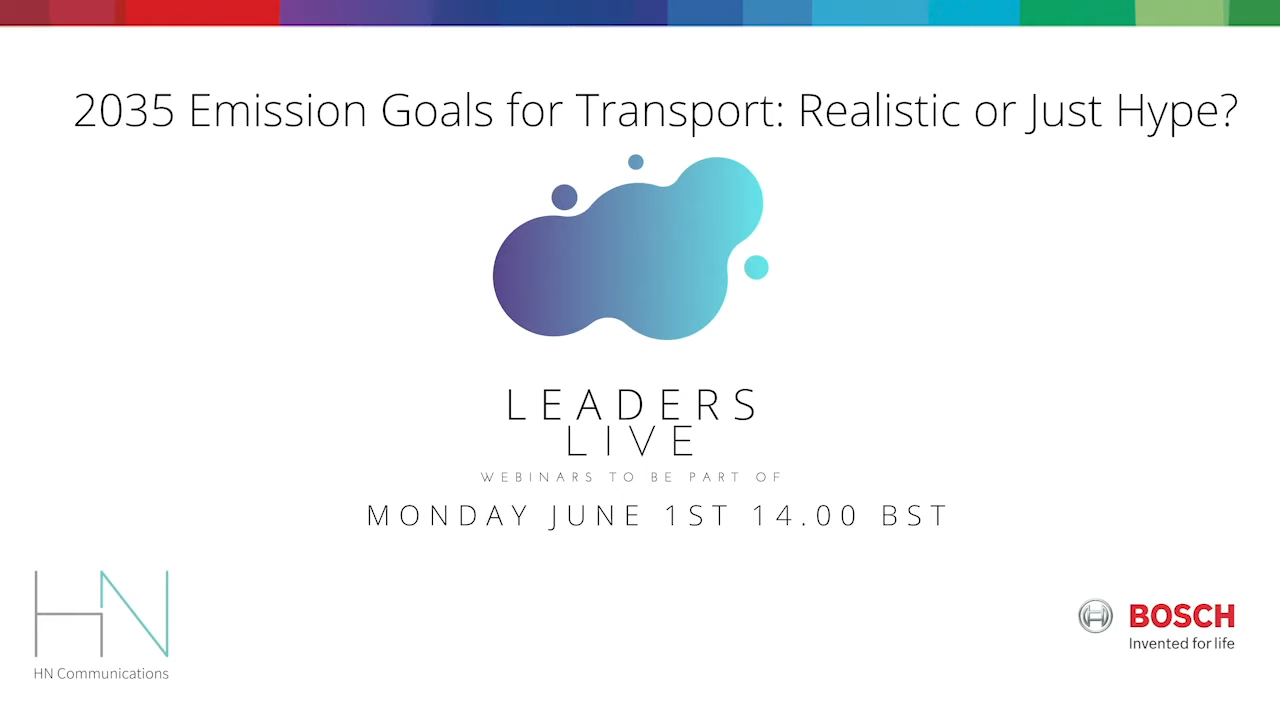 2035 Emission Goals for Transport: Realistic or Just Hype?
LEADERS
LIVE
WEBINARS TO BE PART OF
MONDAY JUNE 1ST 14.00 BST
HN
HN Communications
BOSCH
Invented for life